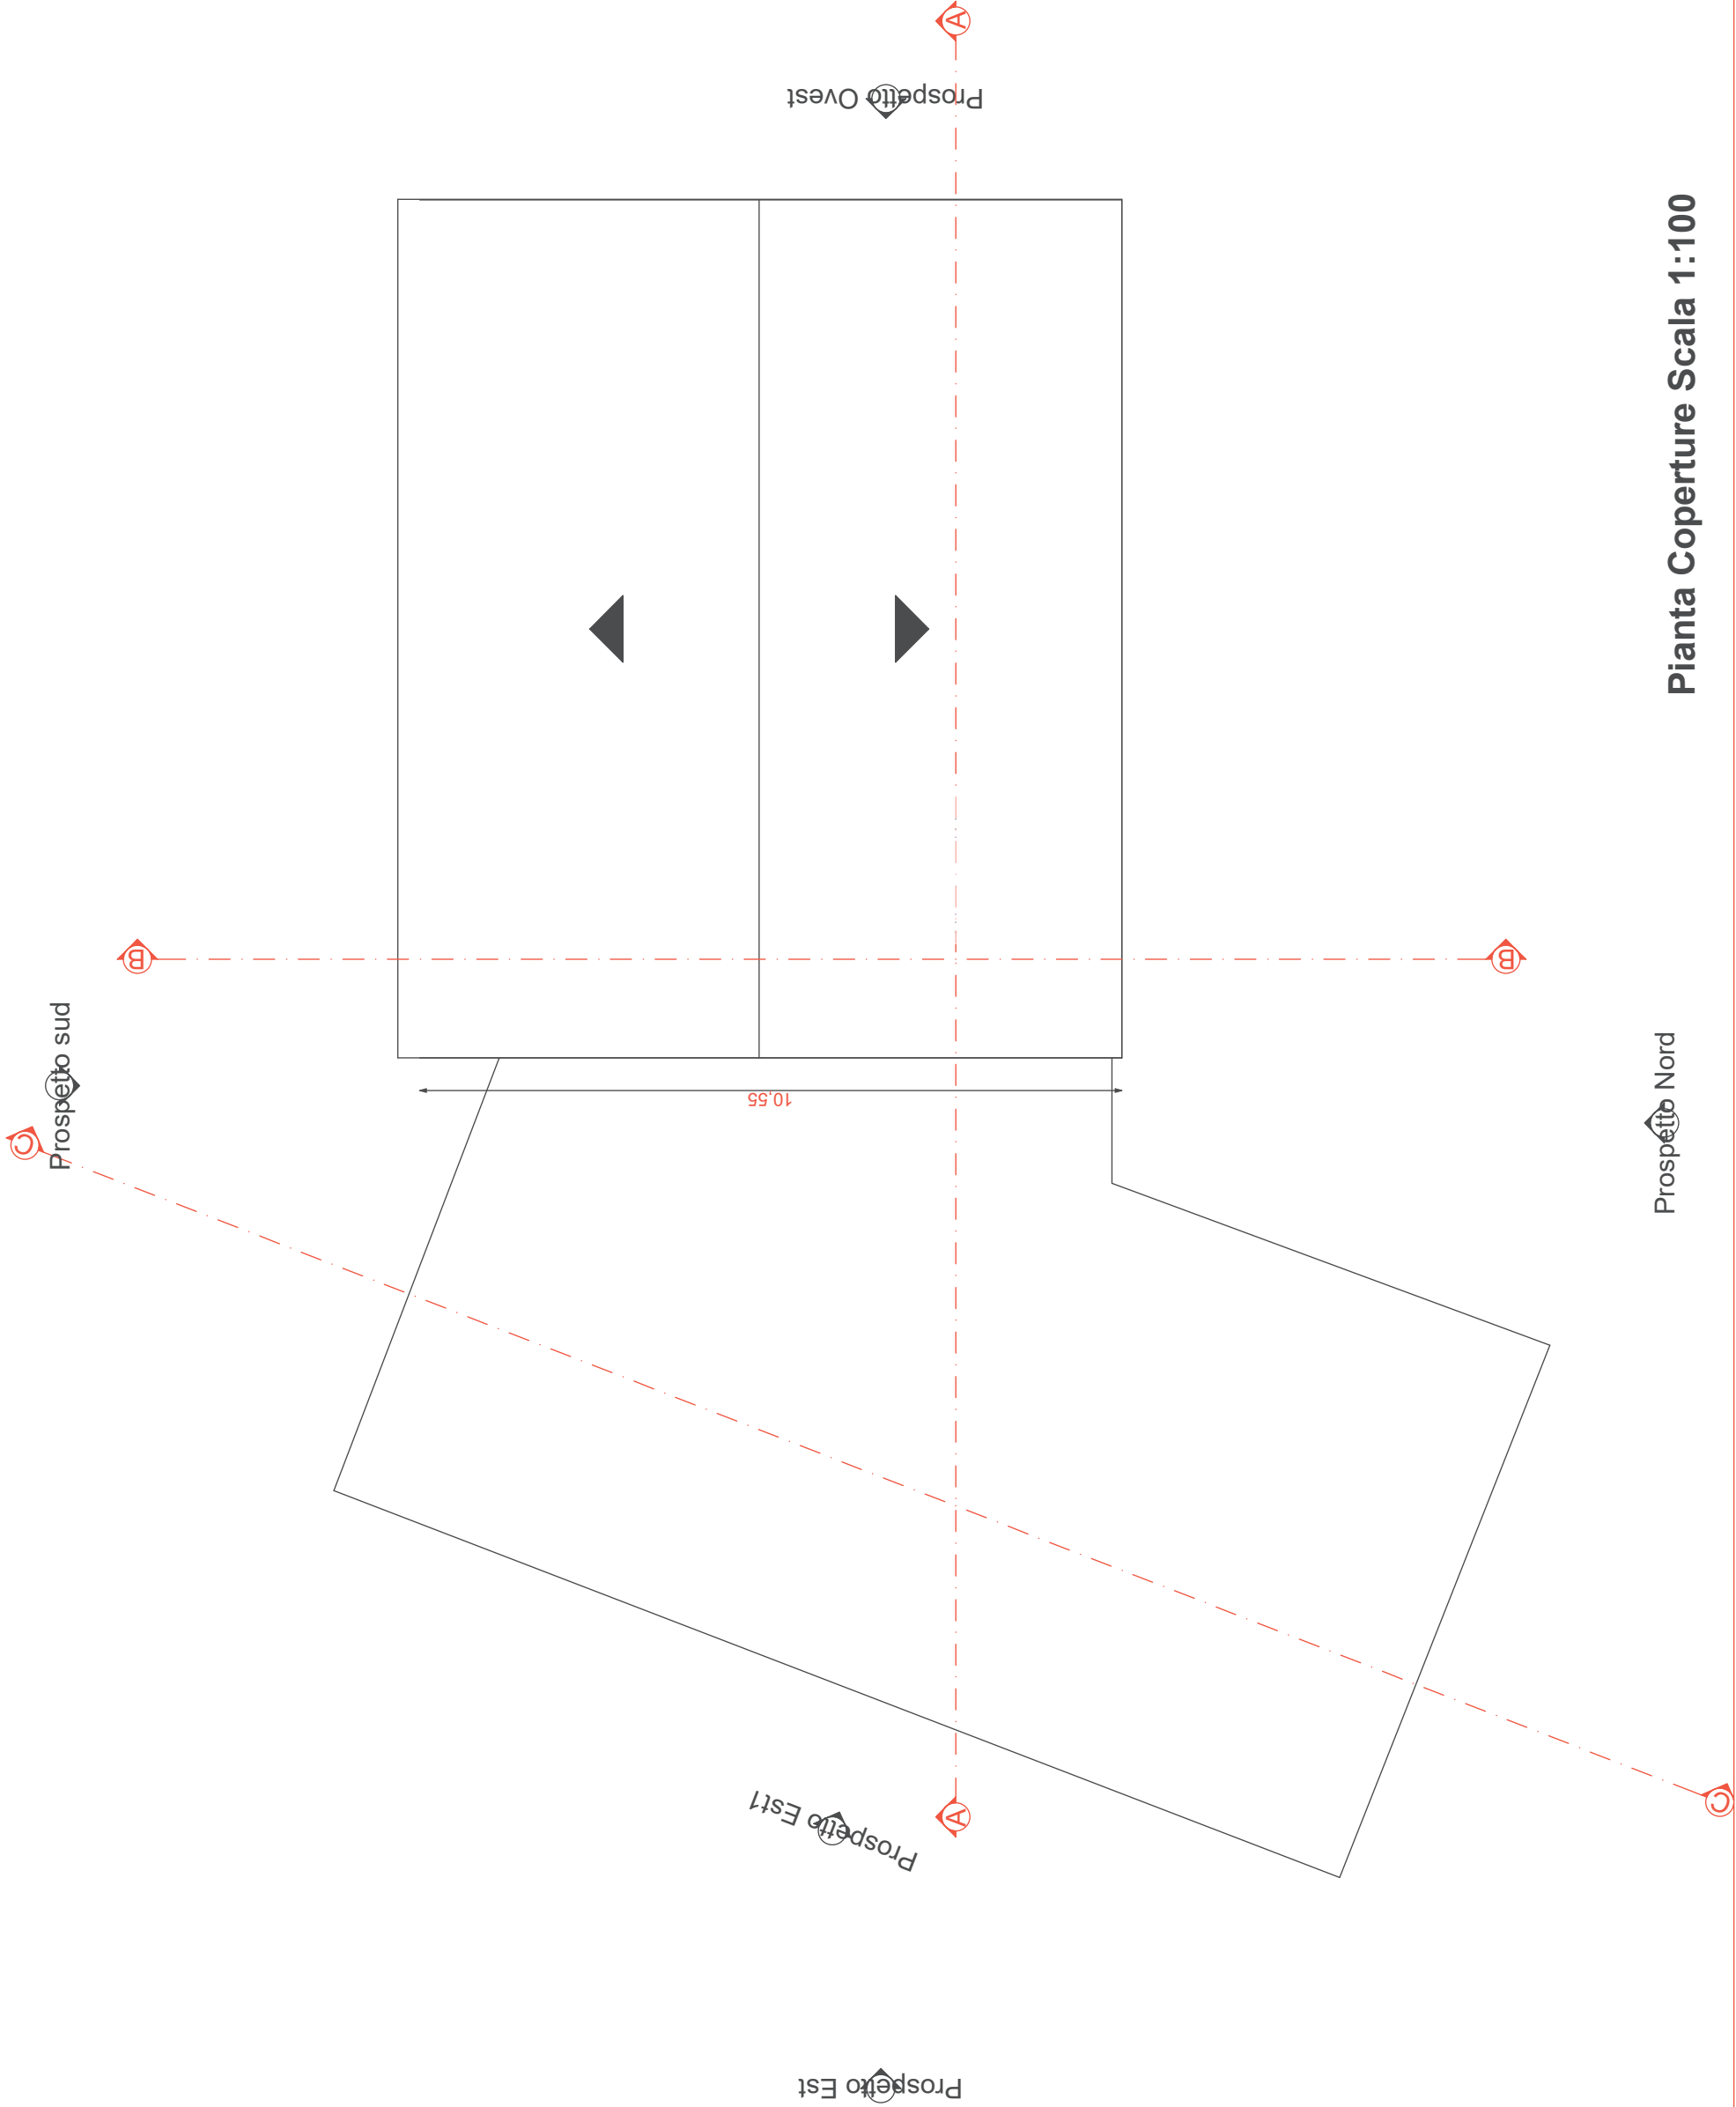 A
Prospetto Ovest
Pianta Coperture Scala 1:100
B
B
Prospetto sud
10,55
Prospetto Nord
C
Prospetto Est1
A
C
Prospetto Est